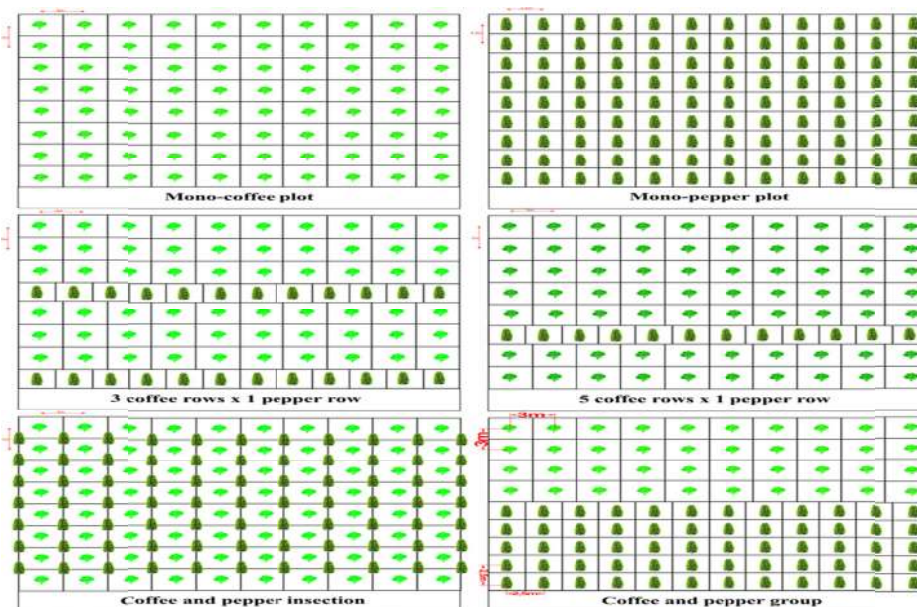 Mono-coffee plot
Mono-pepper plot
3 coffee rows x 1 pepper row
5 coffee rows x 1 pepper row
3m
3m
Coffee and pepper insection
Coffee and pepper group